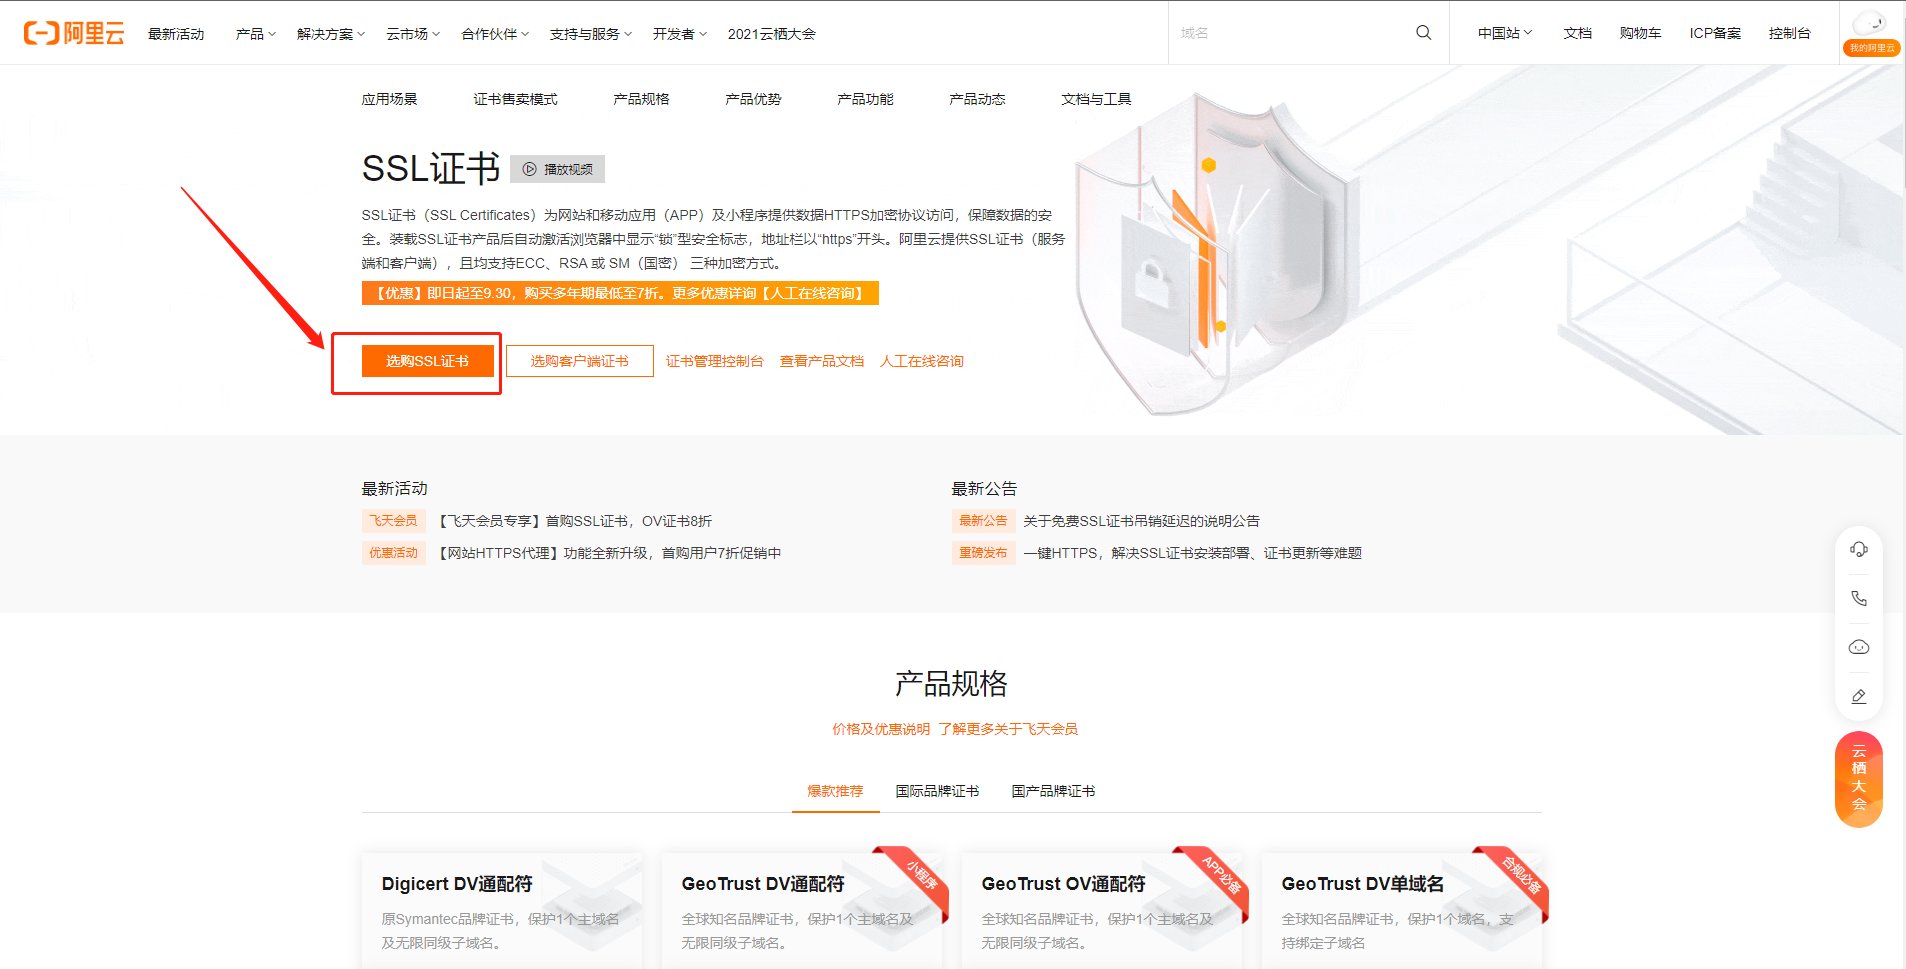 阿里云
最新活动 产品 解决方案 云市场 合作伙伴 支持与服务 开发者 2021云栖大会 域名 中国站 文档 购物车 ICP备案 控制台
我的阿里云
应用场景 证书售卖模式 产品规格 产品优势 产品功能 产品动态 文档与工具
SSL证书 播放视频
SSL证书（SSL Certificates）为网站和移动应用（APP）及小程序提供数据HTTPS加密协议访问，保障数据的安
全。装载SSL证书产品后自动激活浏览器中显示“锁”型安全标志，地址栏以“https”开头。阿里云提供SSL证书（服务
端和客户端），且均支持ECC、RSA 或 SM（国密） 三种加密方式。
【优惠】即日起至9.30，购买多年期最低至7折。更多优惠详询【人工在线咨询】
选购SSL证书 选购客户端证书 证书管理控制台 查看产品文档 人工在线咨询
最新活动
飞天会员 【飞天会员专享】首购SSL证书，OV证书8折
优惠活动 【网站HTTPS代理】功能全新升级，首购用户7折促销中
最新公告
最新公告 关于免费SSL证书吊销延迟的说明公告
重磅发布 一键HTTPS，解决SSL证书安装部署、证书更新等难题
产品规格
价格及优惠说明 了解更多关于飞天会员
爆款推荐 国际品牌证书 国产品牌证书
Digicert DV通配符
原Symantec品牌证书，保护1个主域名
及无限同级子域名。
小程序
GeoTrust DV通配符
全球知名品牌证书，保护1个主域名及
无限同级子域名。
APP必备
GeoTrust OV通配符
全球知名品牌证书，保护1个主域名及
无限同级子域名。
合规必备
GeoTrust DV单域名
全球知名品牌证书，保护1个域名，支
持绑定子域名
云
栖
大
会